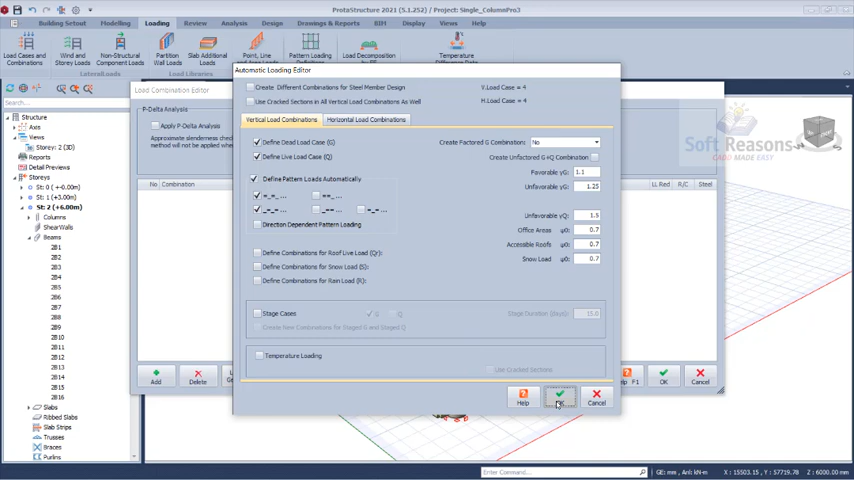 ProtaStructure 2021 (5.1.252) / Project: Single_ColumnPro3
Building Setout Modelling Loading Review Analysis Design Drawings & Reports BIM Display Views Help
Load Cases and Combinations
Wind and Storey Loads
Non-Structural Component Loads
Partition Wall Loads
Slab Additional Loads
Point, Line and Area Loads
Pattern Loading
Load Decomposition
Temperature Difference
Lateral Loads
Load Libraries
Search...
Structure
Axis
Views
Storey: 2 (3D)
Reports
Detail Previews
Storeys
St: 0 ( +-0.00m)
St: 1 (+3.00m)
St: 2 (+6.00m)
Columns
ShearWalls
Beams
2B1
2B2
2B3
2B4
2B5
2B6
2B7
2B8
2B9
2B10
2B11
2B12
2B13
2B14
2B15
2B16
Slabs
Ribbed Slabs
Slab Strips
Trusses
Braces
Purlins
Load Combination Editor
P-Delta Analysis
Apply P-Delta Analysis
Approximate slenderness
method will not be applied
No Combination
U. Red R/C Steel
Add
Delete
Help F1
OK
Cancel
Automatic Loading Editor
Create Different Combinations for Steel Member Design
V.Load Case = 4
Use Cracked Sections in All Vertical Load Combinations As Well
H.Load Case = 4
Vertical Load Combinations
Horizontal Load Combinations
Define Dead Load Case (G)
Create Factored G Combination: No
Define Live Load Case (Q)
Create Unfactored G+Q Combination
Favorable γG: 1.1
Define Pattern Loads Automatically
Unfavorable γG: 1.25
=_=_ ...
==_ ...
_=_= ...
_== ...
=_= ...
Unfavorable γQ: 1.5
Direction Dependent Pattern Loading
Office Areas ψ0: 0.7
Accessible Roofs ψ0: 0.7
Define Combinations for Roof Live Load (Qr):
Snow Load ψ0: 0.7
Define Combinations for Snow Load (S):
Define Combinations for Rain Load (R):
Stage Cases
G
Q
Stage Duration (days): 15.0
Create New Combinations for Staged G and Staged Q
Temperature Loading
Use Cracked Sections
Help
OK
Cancel
Soft Reasons
CADD MADE EASY
Enter Command...
GE: mm , Anl: kN-m
X : 15503.15 , Y : 57719.78
Z : 6000.00 mm